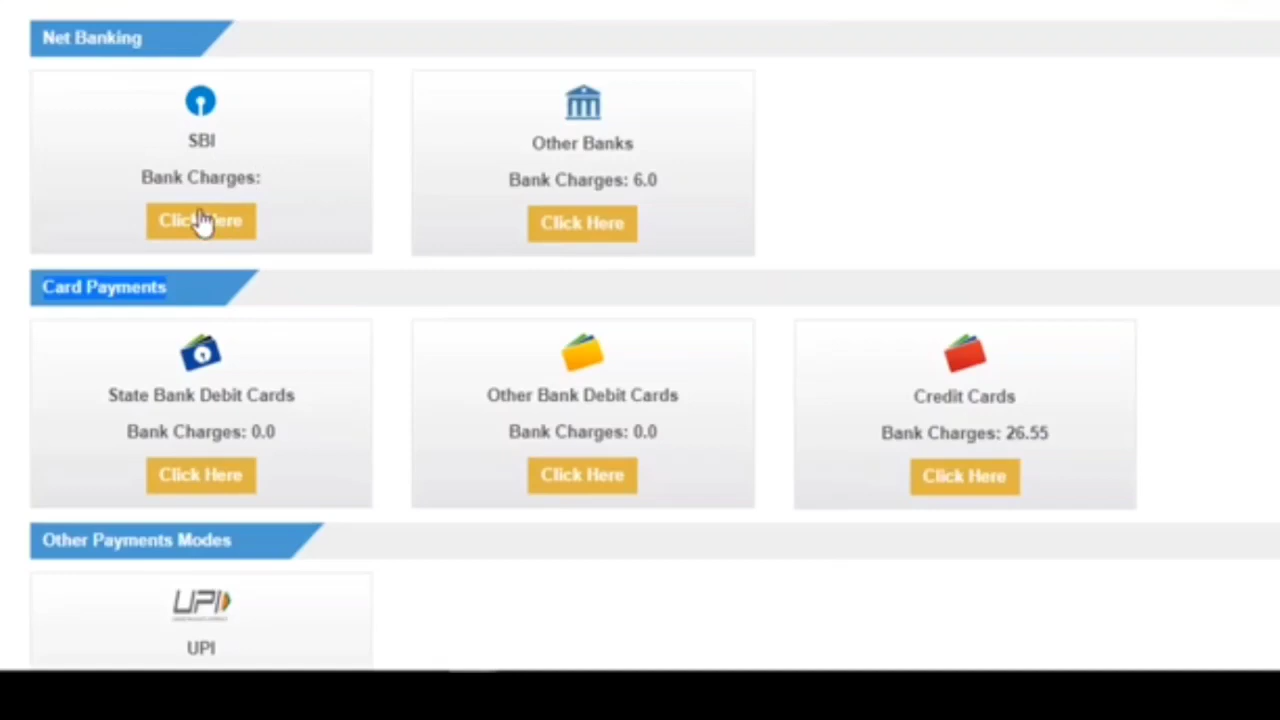 Net Banking
SBI
Bank Charges:
Click Here
Other Banks
Bank Charges: 6.0
Click Here
Card Payments
State Bank Debit Cards
Bank Charges: 0.0
Click Here
Other Bank Debit Cards
Bank Charges: 0.0
Click Here
Credit Cards
Bank Charges: 26.55
Click Here
Other Payments Modes
UPI
UPI